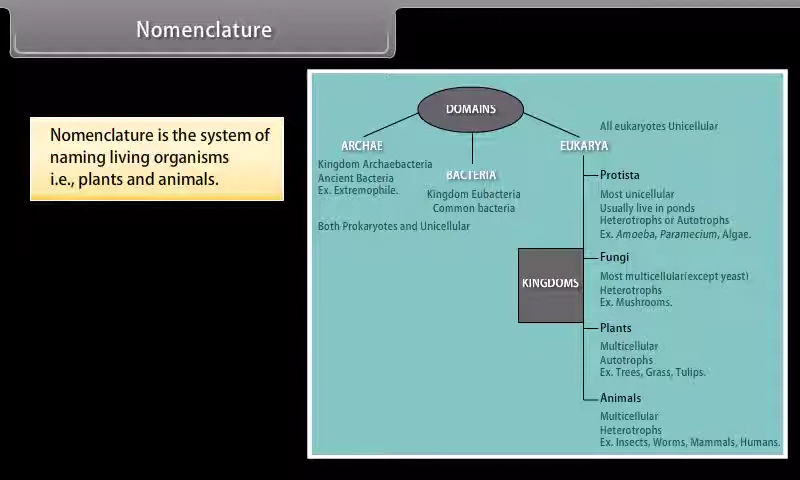 Nomenclature
Nomenclature is the system of
naming living organisms
i.e., plants and animals.
DOMAINS
ARCHAE
Kingdom Archaebacteria
Ancient Bacteria
Ex. Extremophile.
BACTERIA
Kingdom Eubacteria
Common bacteria
Both Prokaryotes and Unicellular
All eukaryotes Unicellular
EUKARYA
Protista
Most unicellular
Usually live in ponds
Heterotrophs or Autotrophs
Ex. Amoeba, Paramecium, Algae.
KINGDOMS
Fungi
Most multicellular(except yeast)
Heterotrophs
Ex. Mushrooms.
Plants
Multicellular
Autotrophs
Ex. Trees, Grass, Tulips.
Animals
Multicellular
Heterotrophs
Ex. Insects, Worms, Mammals, Humans.